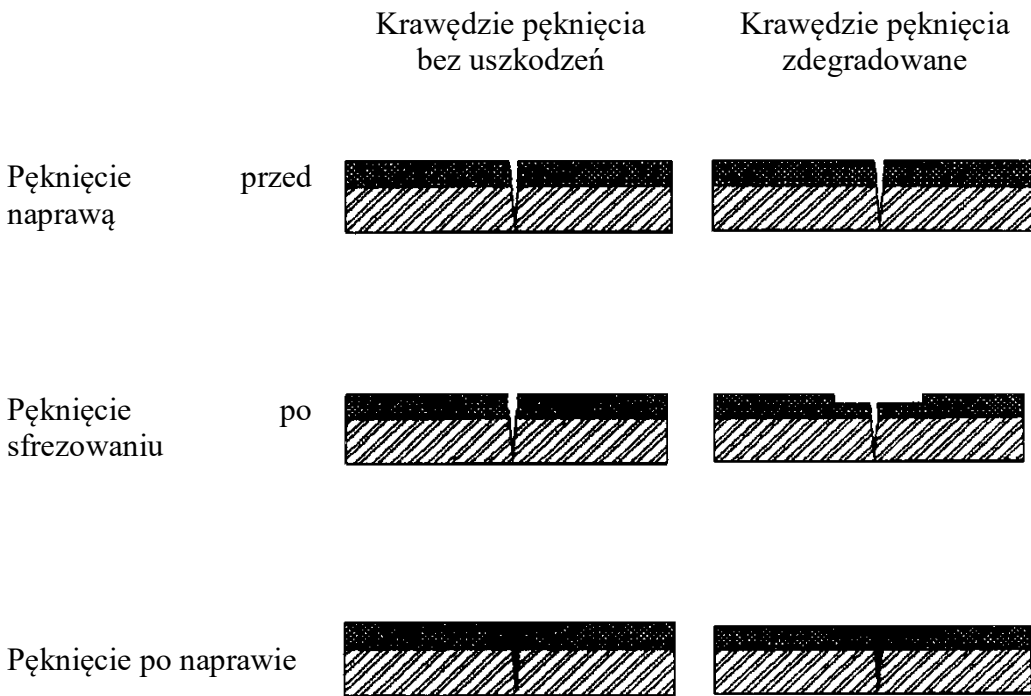 Krawędzie pęknięcia
bez uszkodzeń
Krawędzie pęknięcia
zdegradowane
Pęknięcie przed
naprawą
Pęknięcie po
sfrezowaniu
Pęknięcie po naprawie